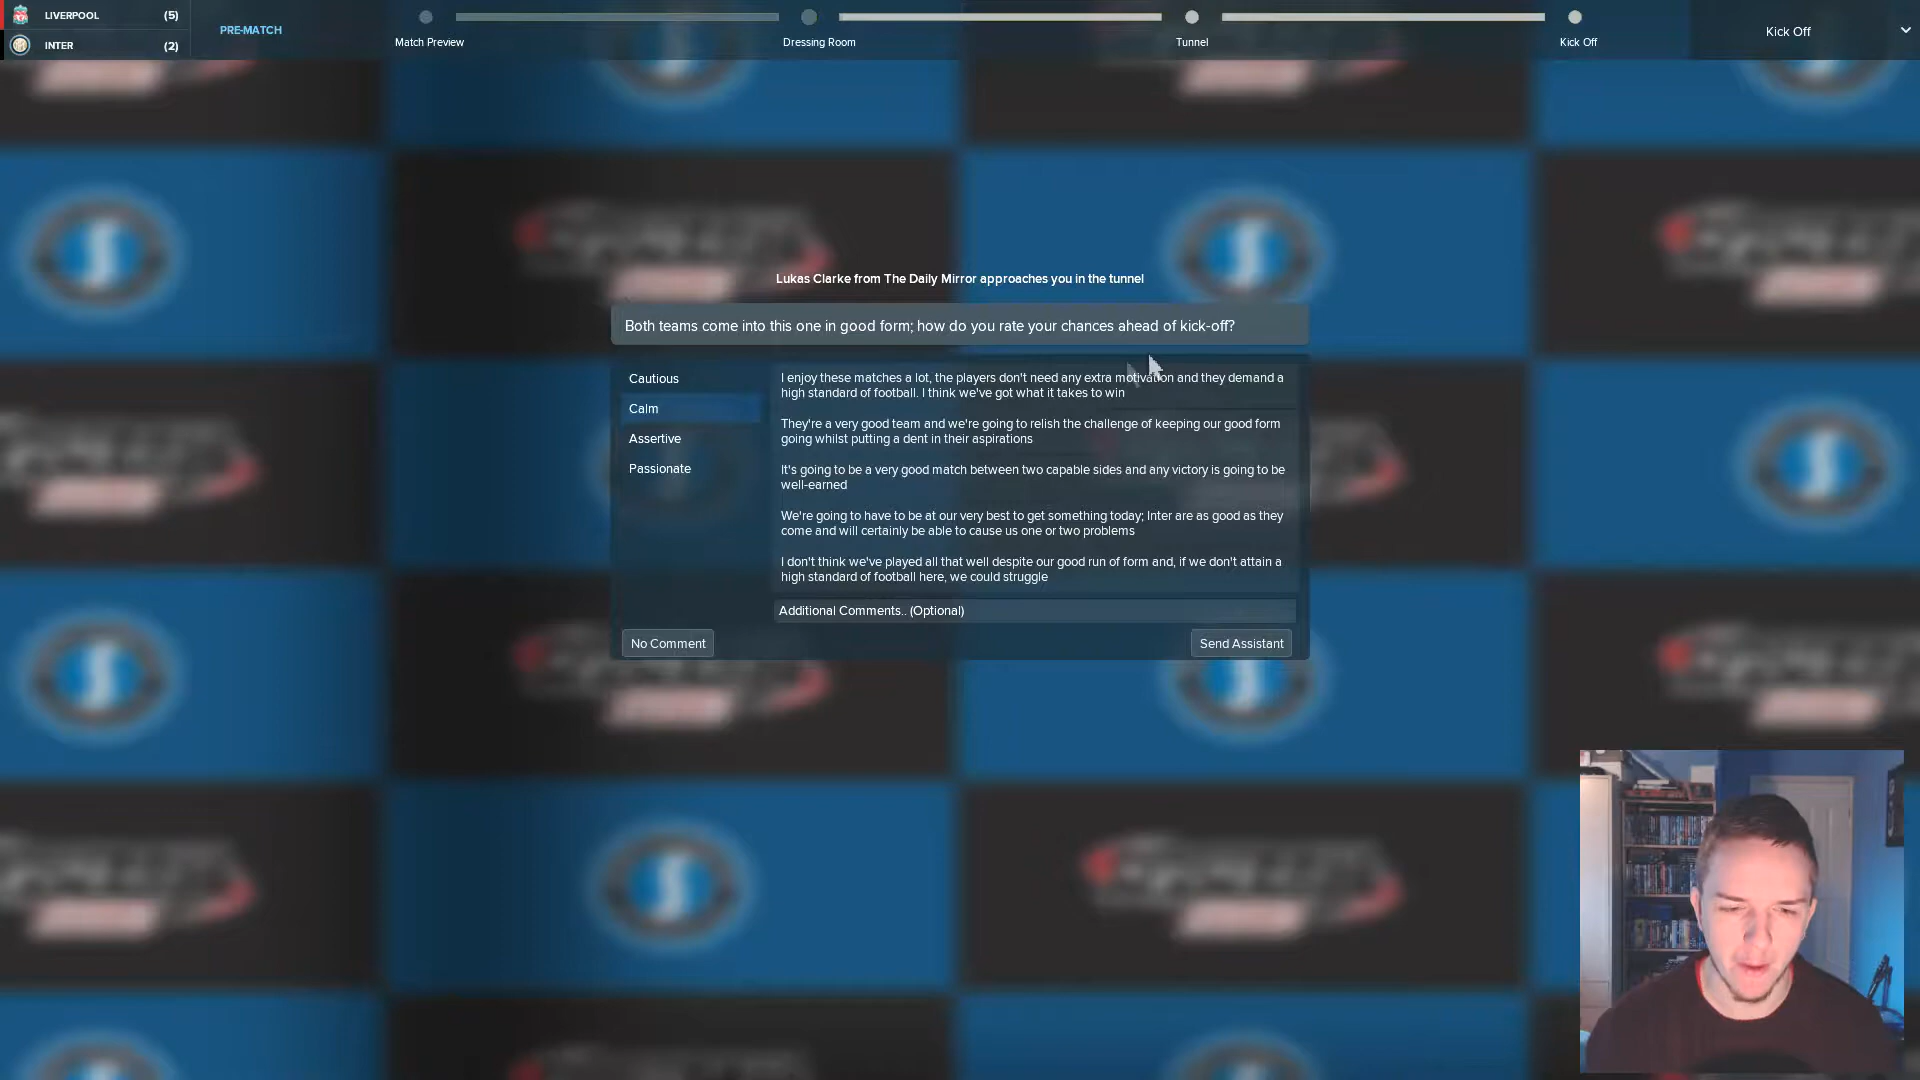 LIVERPOOL (5)
INTER (2)
PRE-MATCH
Match Preview
Dressing Room
Tunnel
Kick Off
Kick Off
Lukas Clarke from The Daily Mirror approaches you in the tunnel
Both teams come into this one in good form; how do you rate your chances ahead of kick-off?
Cautious
Calm
Assertive
Passionate
I enjoy these matches a lot, the players don't need any extra motivation and they demand a
high standard of football. I think we've got what it takes to win
They're a very good team and we're going to relish the challenge of keeping our good form
going whilst putting a dent in their aspirations
It's going to be a very good match between two capable sides and any victory is going to be
well-earned
We're going to have to be at our very best to get something today; Inter are as good as they
come and will certainly be able to cause us one or two problems
I don't think we've played all that well despite our good run of form and, if we don't attain a
high standard of football here, we could struggle
Additional Comments.. (Optional)
No Comment
Send Assistant